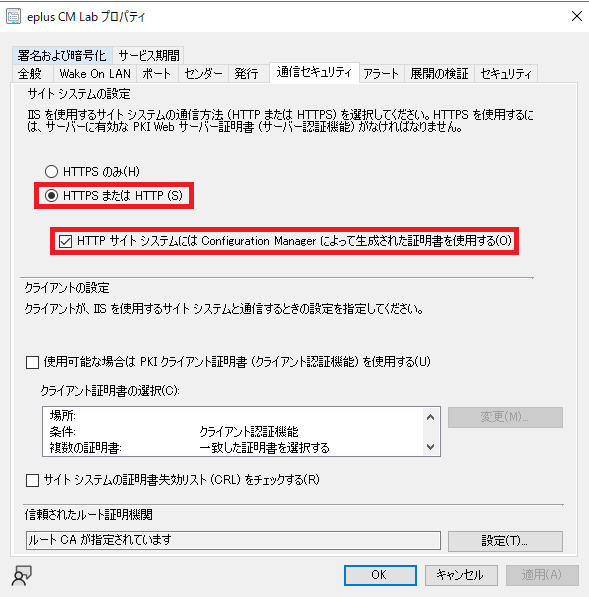 eplus CM Lab プロパティ
署名および暗号化 サービス期間
全般 Wake On LAN ポート センダー 発行 通信セキュリティ アラート 展開の検証 セキュリティ
サイト システムの設定
IIS を使用するサイト システムの通信方法 (HTTP または HTTPS) を選択してください。HTTPS を使用するに
は、サーバーに有効な PKI Web サーバー証明書 (サーバー認証機能) がなければなりません。
HTTPS のみ(H)
HTTPS または HTTP (S)
HTTP サイト システムには Configuration Manager によって生成された証明書を使用する(O)
クライアントの設定
クライアントが、IIS を使用するサイト システムと通信するときの設定を指定してください。
使用可能な場合は PKI クライアント証明書 (クライアント認証機能) を使用する(U)
クライアント証明書の選択(C):
場所:
条件: クライアント認証機能
複数の証明書: 一致した証明書を選択する
変更(M)...
サイト システムの証明書失効リスト (CRL) をチェックする(R)
信頼されたルート証明機関
ルート CA が指定されています
設定(T)...
OK キャンセル 適用(A)